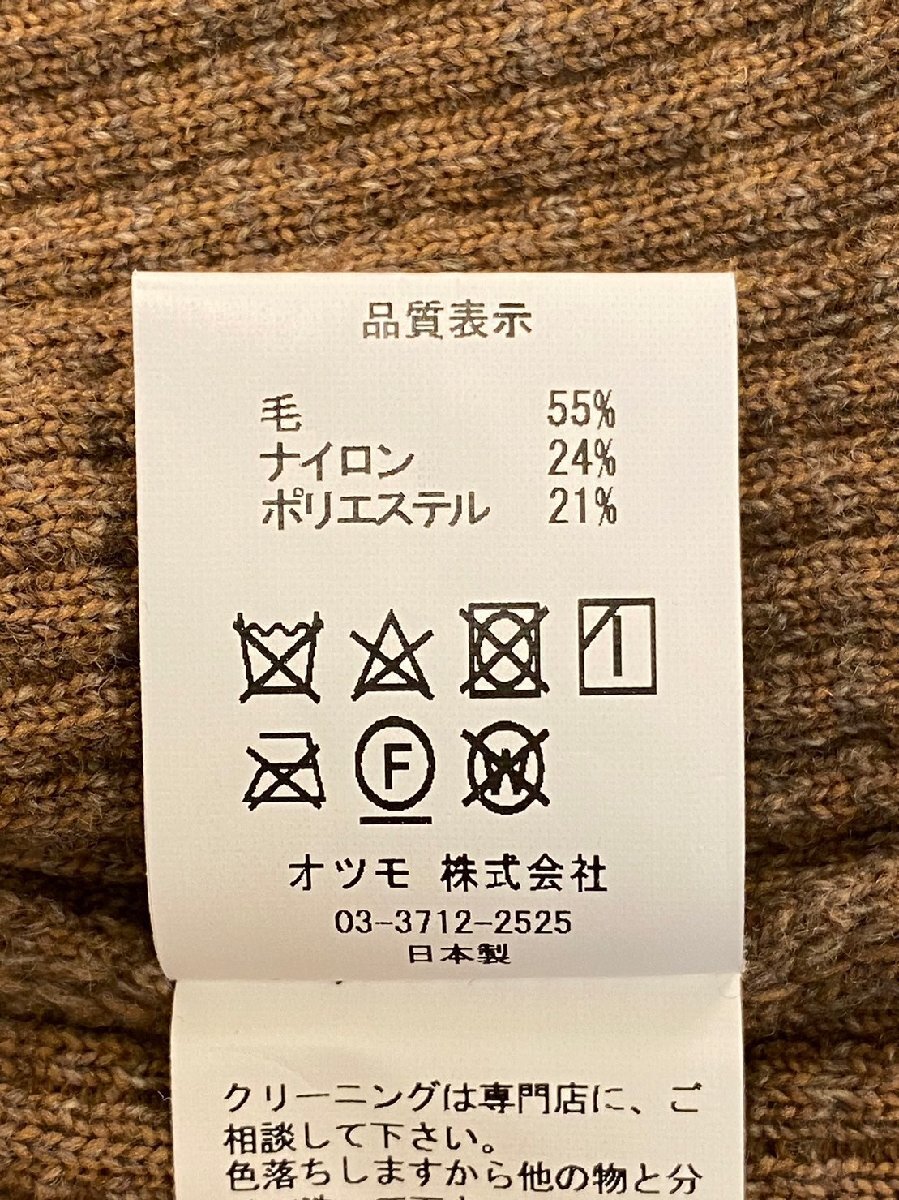 品質表示
毛 55%
ナイロン 24%
ポリエステル 21%
F
W
オツモ 株式会社
03-3712-2525
日本製
クリーニングは専門店に、ご
相談して下さい。
色落ちしますから他の物と分